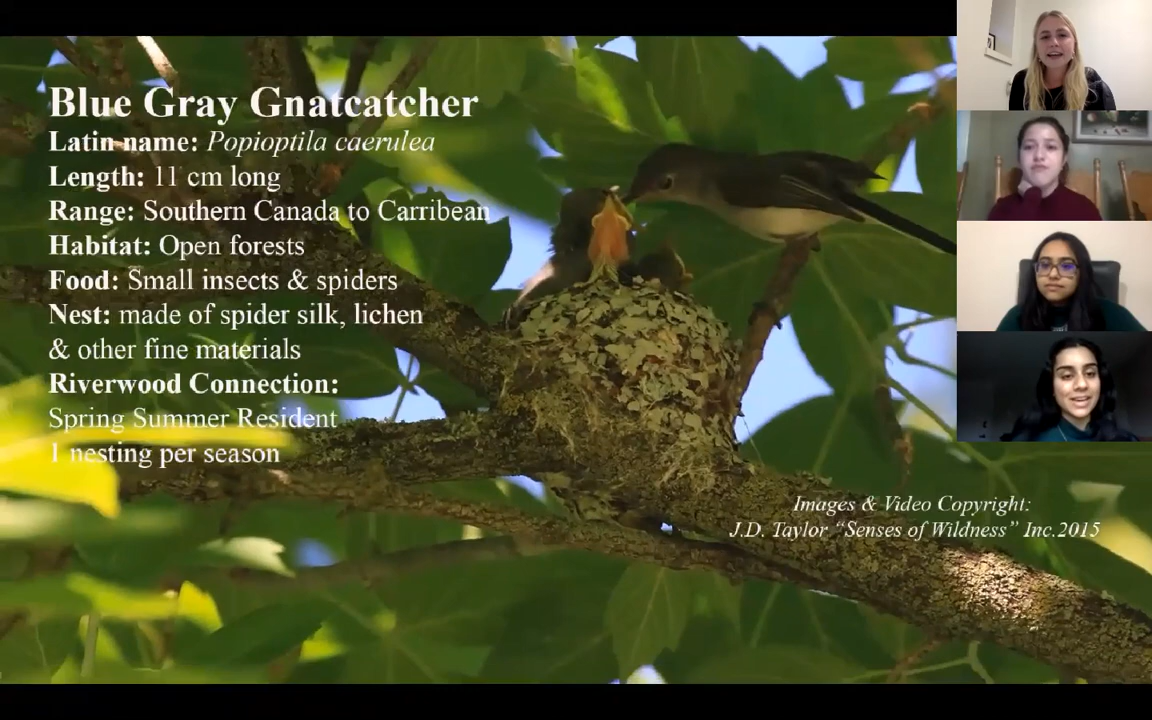 Blue Gray Gnatcatcher
Latin name: Popioptila caerulea
Length: 11 cm long
Range: Southern Canada to Carribean
Habitat: Open forests
Food: Small insects & spiders
Nest: made of spider silk, lichen
& other fine materials
Riverwood Connection:
Spring Summer Resident
1 nesting per season
Images & Video Copyright:
J.D. Taylor “Senses of Wildness” Inc.2015